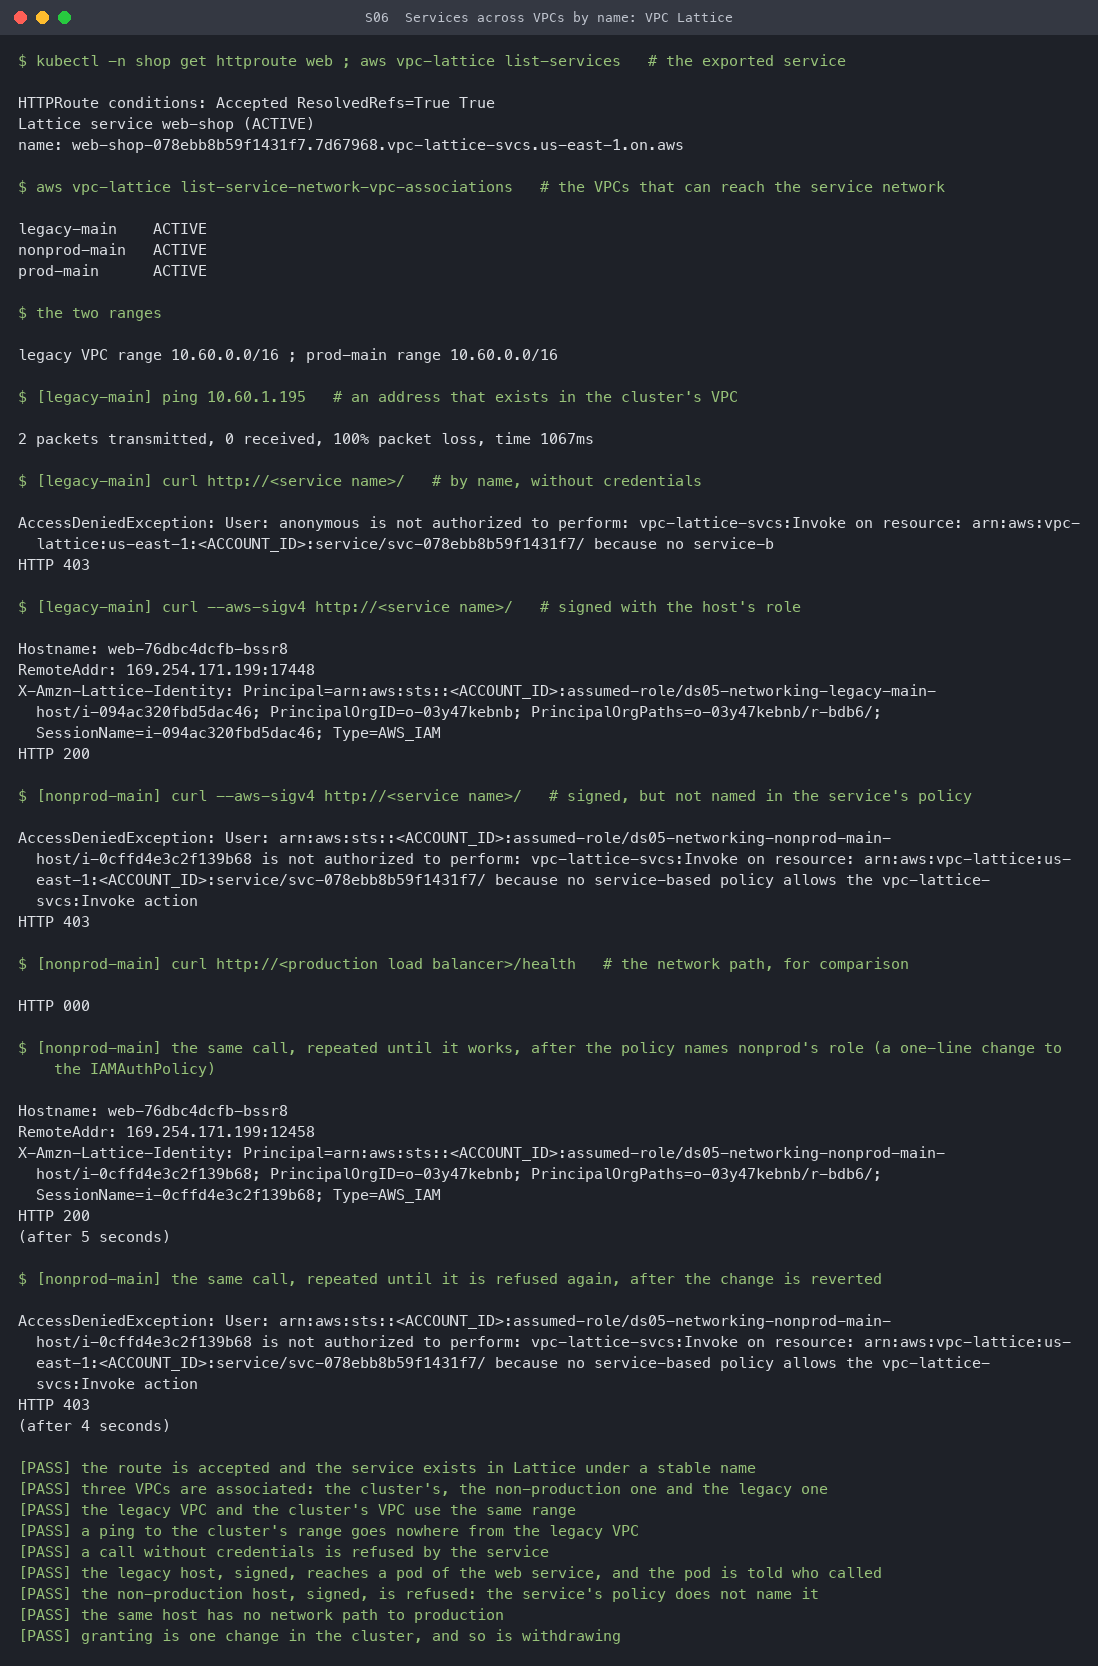 S06  Services across VPCs by name: VPC Lattice
$ kubectl -n shop get httproute web ; aws vpc-lattice list-services   # the exported service
HTTPRoute conditions: Accepted ResolvedRefs=True True
Lattice service web-shop (ACTIVE)
name: web-shop-078ebb8b59f1431f7.7d67968.vpc-lattice-svcs.us-east-1.on.aws
$ aws vpc-lattice list-service-network-vpc-associations   # the VPCs that can reach the service network
legacy-main    ACTIVE
nonprod-main   ACTIVE
prod-main      ACTIVE
$ the two ranges
legacy VPC range 10.60.0.0/16 ; prod-main range 10.60.0.0/16
$ [legacy-main] ping 10.60.1.195   # an address that exists in the cluster's VPC
2 packets transmitted, 0 received, 100% packet loss, time 1067ms
$ [legacy-main] curl http://<service name>/   # by name, without credentials
AccessDeniedException: User: anonymous is not authorized to perform: vpc-lattice-svcs:Invoke on resource: arn:aws:vpc-
lattice:us-east-1:<ACCOUNT_ID>:service/svc-078ebb8b59f1431f7/ because no service-b
HTTP 403
$ [legacy-main] curl --aws-sigv4 http://<service name>/   # signed with the host's role
Hostname: web-76dbc4dcfb-bssr8
RemoteAddr: 169.254.171.199:17448
X-Amzn-Lattice-Identity: Principal=arn:aws:sts::<ACCOUNT_ID>:assumed-role/ds05-networking-legacy-main-
host/i-094ac320fbd5dac46; PrincipalOrgID=o-03y47kebnb; PrincipalOrgPaths=o-03y47kebnb/r-bdb6/;
SessionName=i-094ac320fbd5dac46; Type=AWS_IAM
HTTP 200
$ [nonprod-main] curl --aws-sigv4 http://<service name>/   # signed, but not named in the service's policy
AccessDeniedException: User: arn:aws:sts::<ACCOUNT_ID>:assumed-role/ds05-networking-nonprod-main-
host/i-0cffd4e3c2f139b68 is not authorized to perform: vpc-lattice-svcs:Invoke on resource: arn:aws:vpc-lattice:us-
east-1:<ACCOUNT_ID>:service/svc-078ebb8b59f1431f7/ because no service-based policy allows the vpc-lattice-
svcs:Invoke action
HTTP 403
$ [nonprod-main] curl http://<production load balancer>/health   # the network path, for comparison
HTTP 000
$ [nonprod-main] the same call, repeated until it works, after the policy names nonprod's role (a one-line change to
the IAMAuthPolicy)
Hostname: web-76dbc4dcfb-bssr8
RemoteAddr: 169.254.171.199:12458
X-Amzn-Lattice-Identity: Principal=arn:aws:sts::<ACCOUNT_ID>:assumed-role/ds05-networking-nonprod-main-
host/i-0cffd4e3c2f139b68; PrincipalOrgID=o-03y47kebnb; PrincipalOrgPaths=o-03y47kebnb/r-bdb6/;
SessionName=i-0cffd4e3c2f139b68; Type=AWS_IAM
HTTP 200
(after 5 seconds)
$ [nonprod-main] the same call, repeated until it is refused again, after the change is reverted
AccessDeniedException: User: arn:aws:sts::<ACCOUNT_ID>:assumed-role/ds05-networking-nonprod-main-
host/i-0cffd4e3c2f139b68 is not authorized to perform: vpc-lattice-svcs:Invoke on resource: arn:aws:vpc-lattice:us-
east-1:<ACCOUNT_ID>:service/svc-078ebb8b59f1431f7/ because no service-based policy allows the vpc-lattice-
svcs:Invoke action
HTTP 403
(after 4 seconds)
[PASS] the route is accepted and the service exists in Lattice under a stable name
[PASS] three VPCs are associated: the cluster's, the non-production one and the legacy one
[PASS] the legacy VPC and the cluster's VPC use the same range
[PASS] a ping to the cluster's range goes nowhere from the legacy VPC
[PASS] a call without credentials is refused by the service
[PASS] the legacy host, signed, reaches a pod of the web service, and the pod is told who called
[PASS] the non-production host, signed, is refused: the service's policy does not name it
[PASS] the same host has no network path to production
[PASS] granting is one change in the cluster, and so is withdrawing